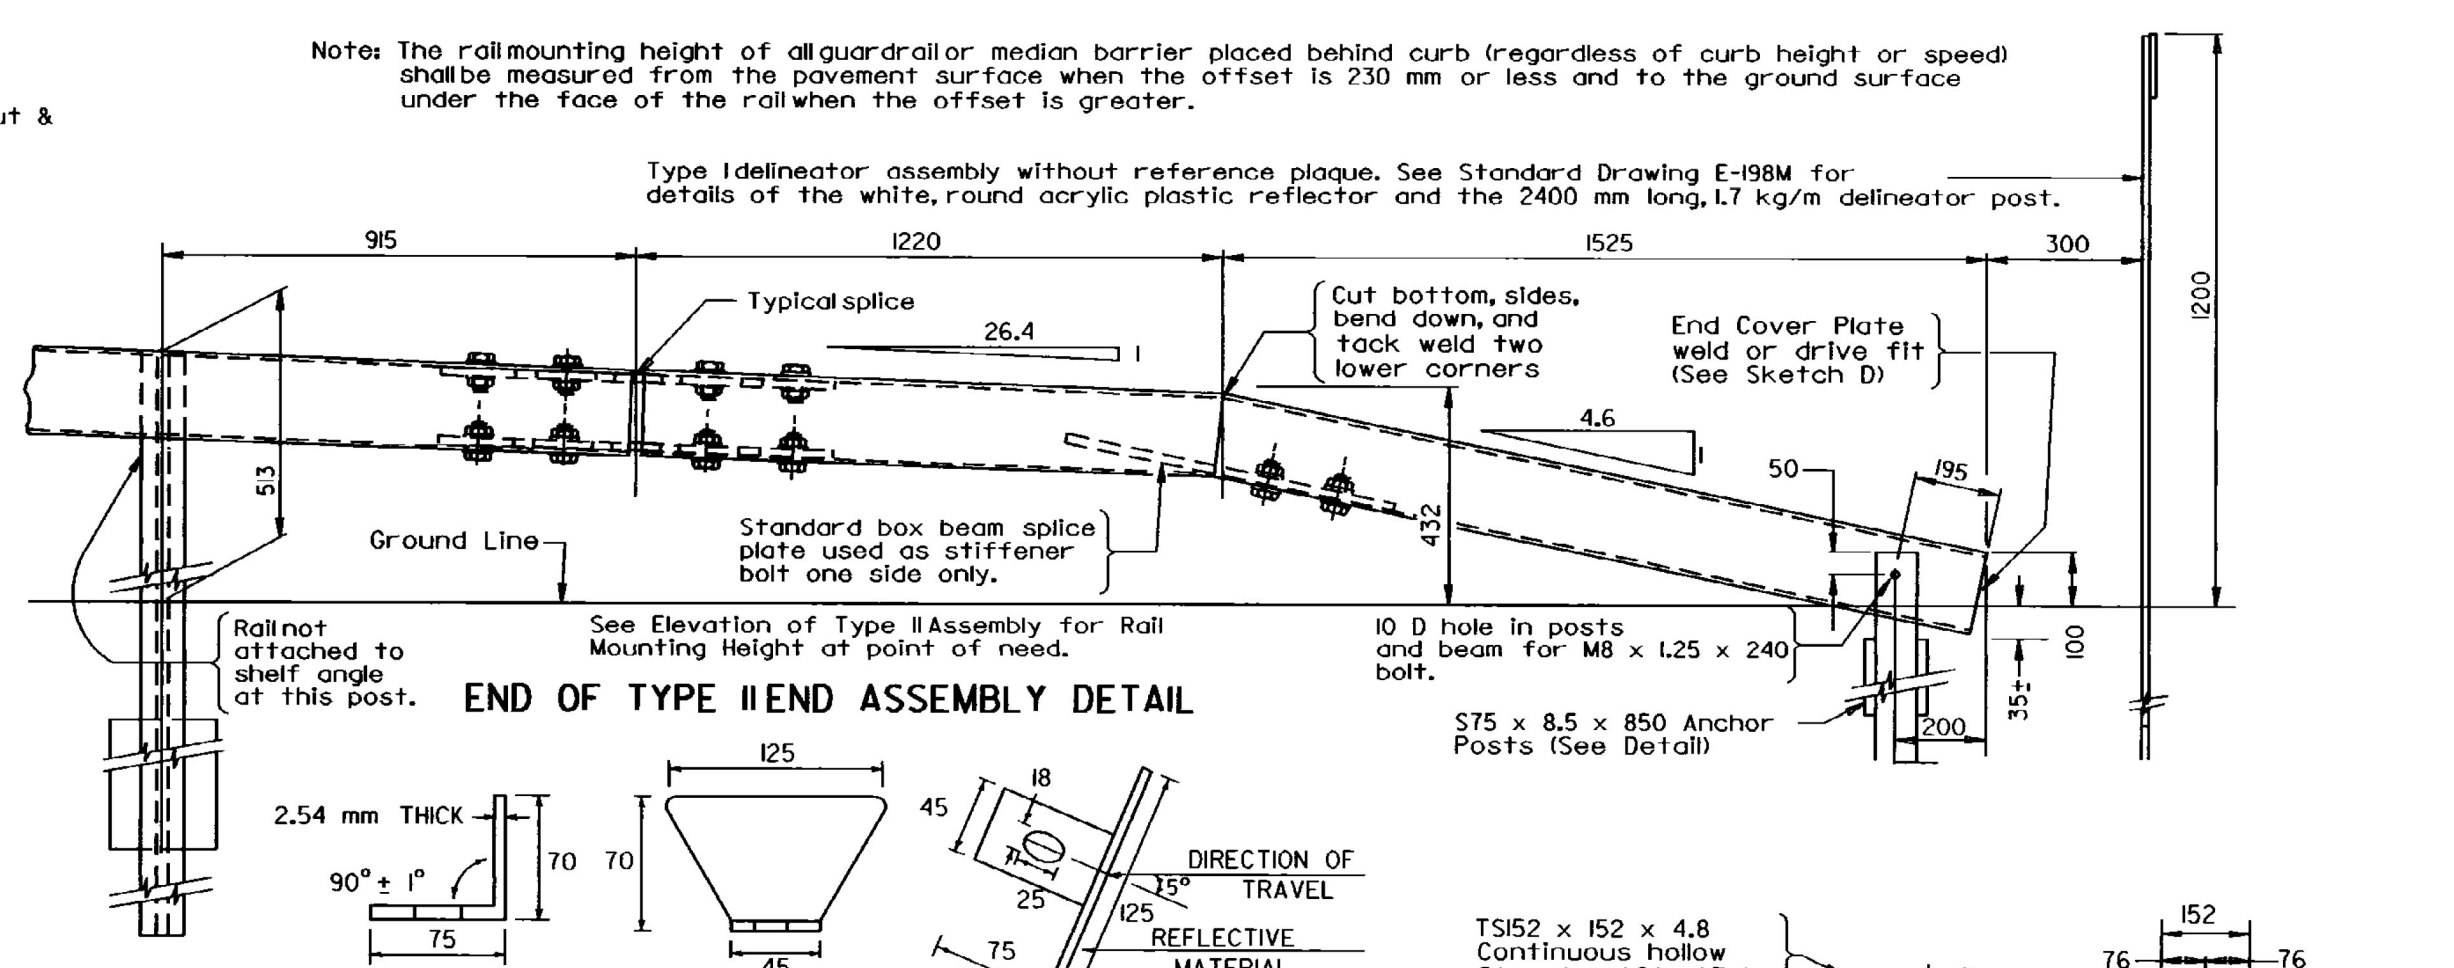 Note: The rail mounting height of all guardrail or median barrier placed behind curb (regardless of curb height or speed)
shall be measured from the pavement surface when the offset is 230 mm or less and to the ground surface
under the face of the rail when the offset is greater.
&
Type I delineator assembly without reference plaque. See Standard Drawing E-198M for
details of the white, round acrylic plastic reflector and the 2400 mm long, 1.7 kg/m delineator post.
915
1220
1525
300
1200
Typical splice
26.4
1
Cut bottom, sides,
bend down, and
tack weld two
lower corners
End Cover Plate
weld or drive fit
(See Sketch D)
4.6
1
513
432
50
195
Ground Line
Standard box beam splice
plate used as stiffener
bolt one side only.
Rail not
attached to
shelf angle
at this post.
See Elevation of Type II Assembly for Rail
Mounting Height at point of need.
10 D hole in posts
and beam for M8 x 1.25 x 240
bolt.
100
35±
END OF TYPE II END ASSEMBLY DETAIL
S75 x 8.5 x 850 Anchor
Posts (See Detail)
200
2.54 mm THICK
90° ± 1°
70
75
125
70
45
18
45
25
DIRECTION OF
TRAVEL
15°
125
75
REFLECTIVE
MATERIAL
TS152 x 152 x 4.8
Continuous hollow
152
76
76